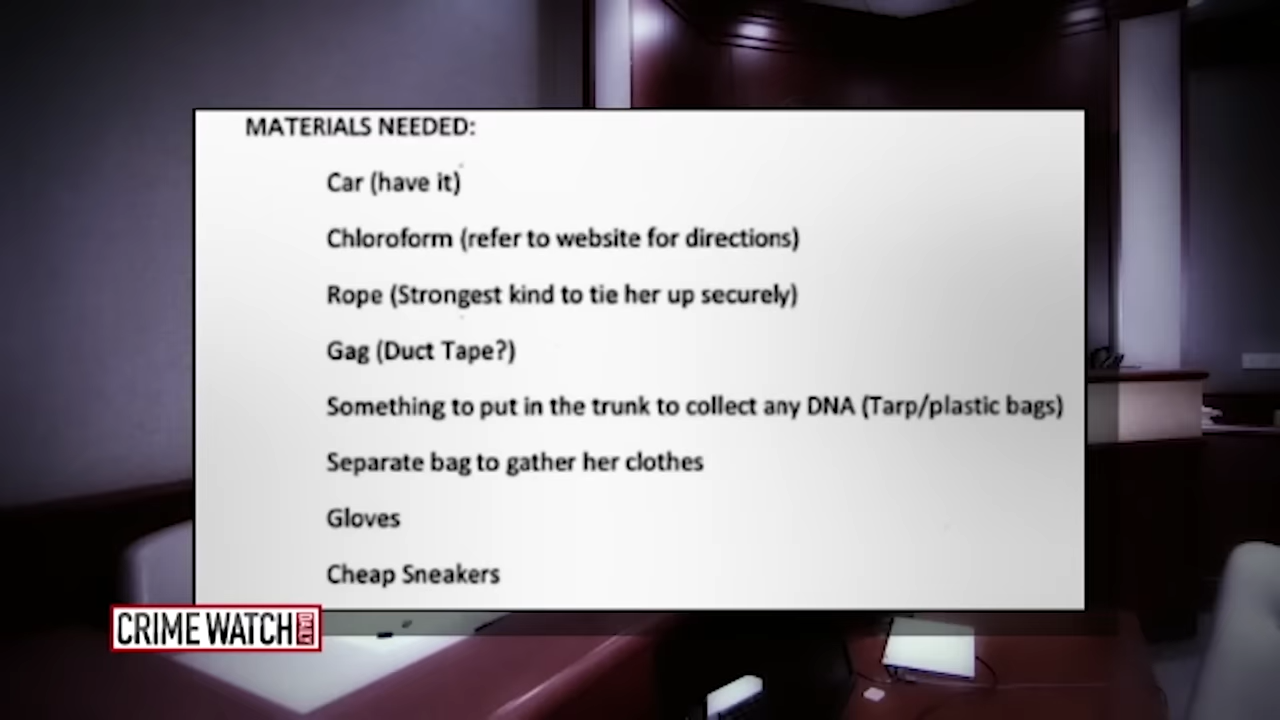 MATERIALS NEEDED:
Car (have it)
Chloroform (refer to website for directions)
Rope (Strongest kind to tie her up securely)
Gag (Duct Tape?)
Something to put in the trunk to collect any DNA (Tarp/plastic bags)
Separate bag to gather her clothes
Gloves
Cheap Sneakers
CRIME WATCH DAILY